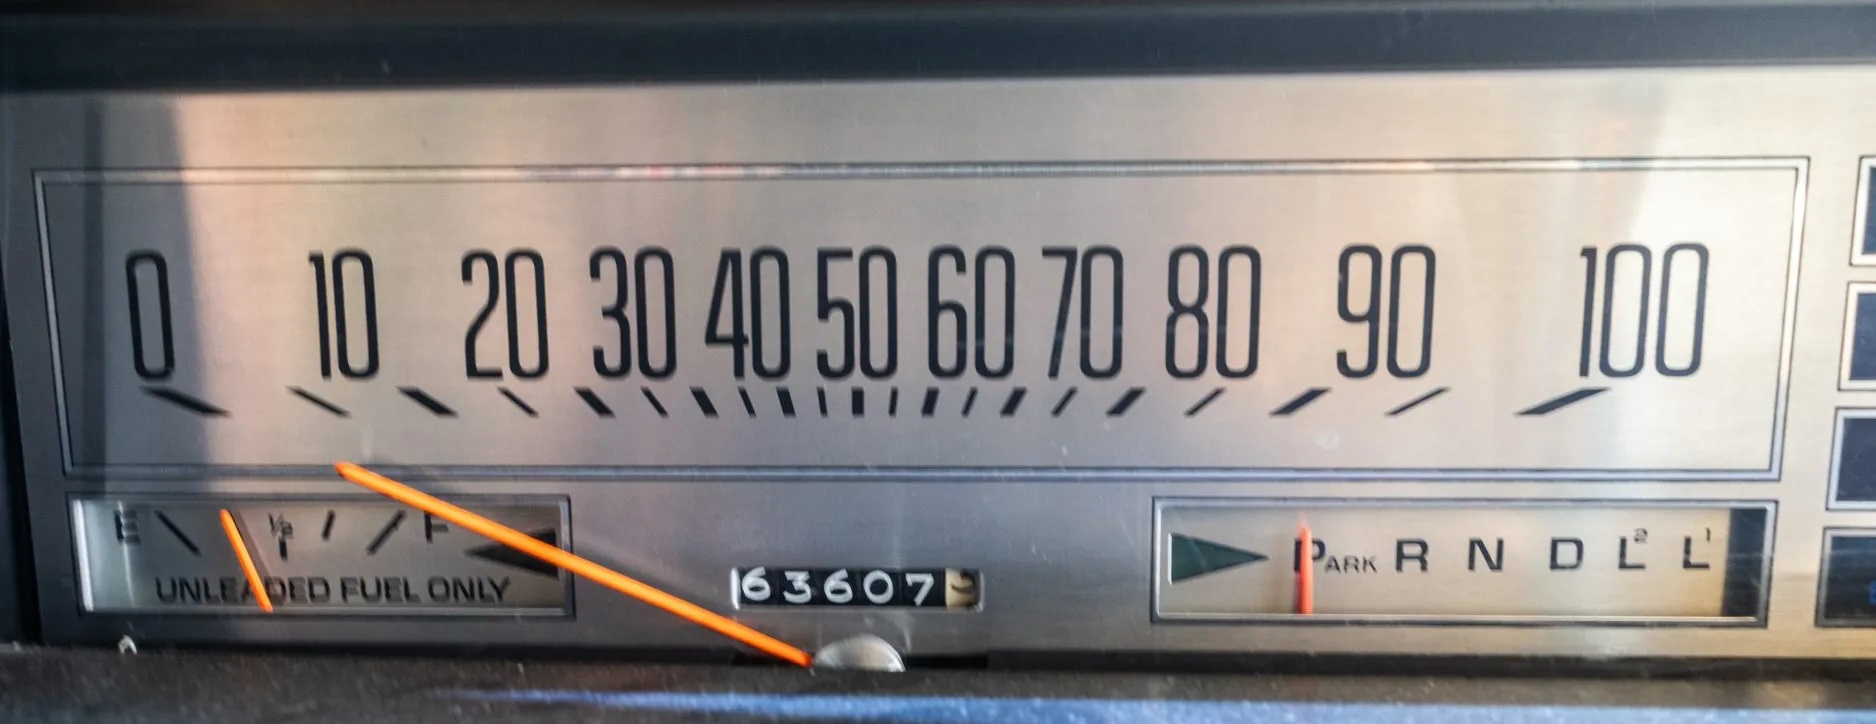 0 10 20 30 40 50 60 70 80 90 100
E ½ F
UNLEADED FUEL ONLY
63607
PARK R N D L2 L1